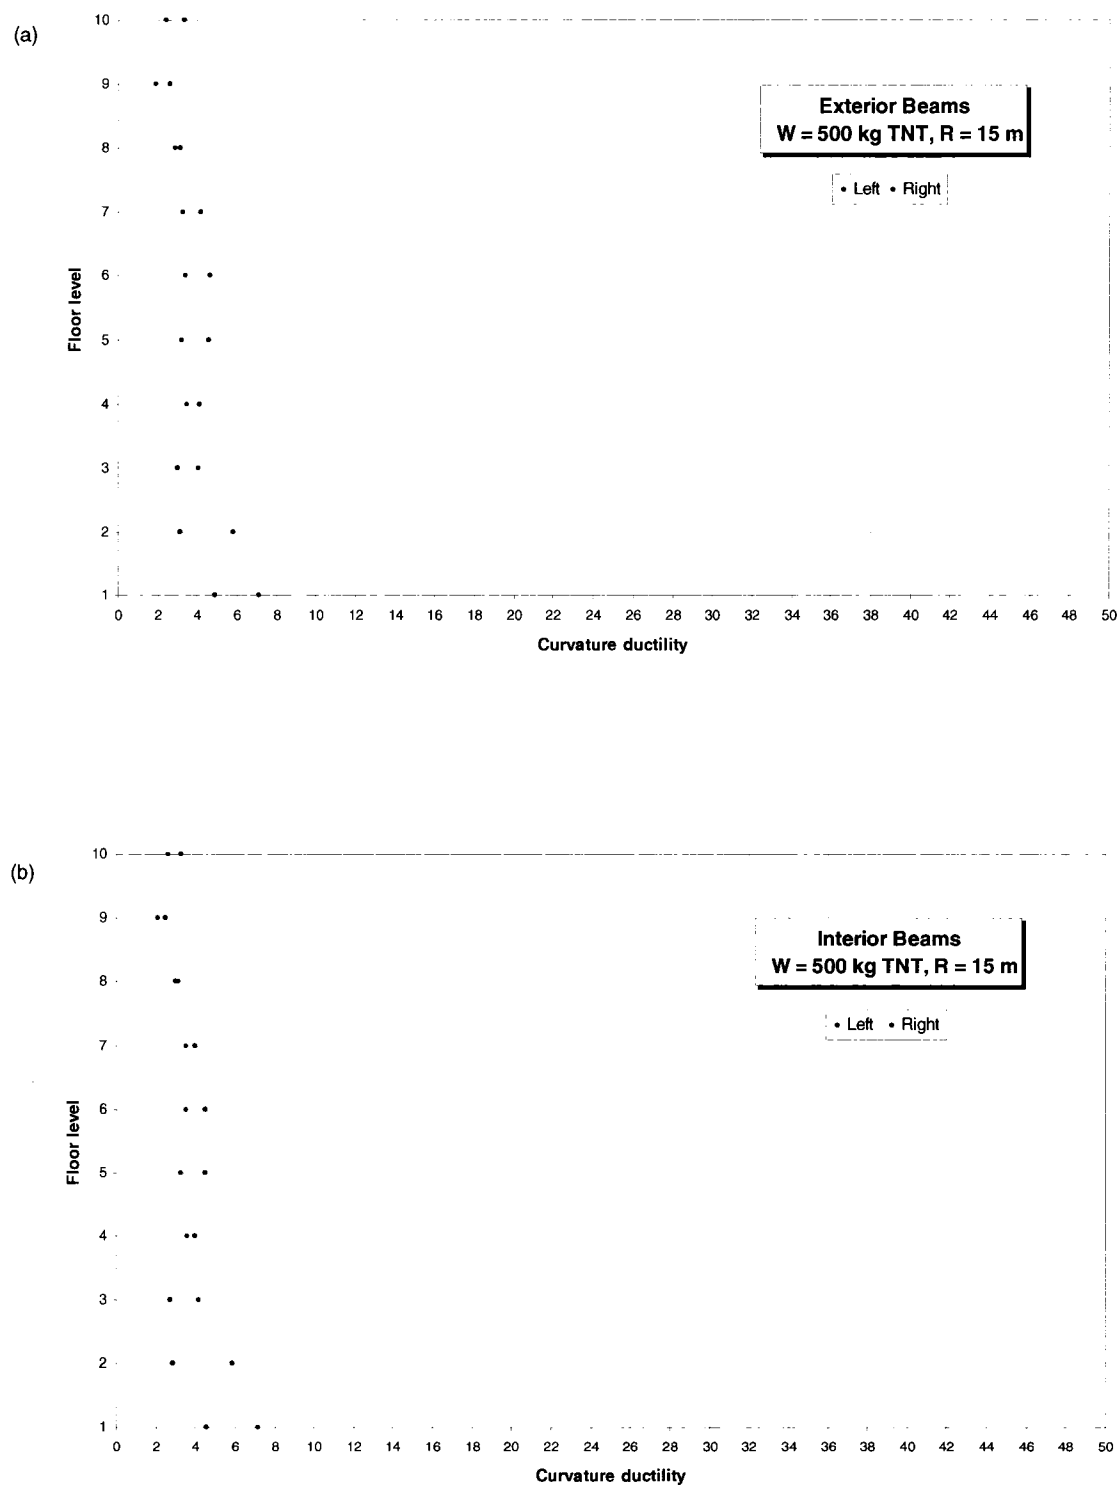 (a)
10
9
8
7
6
5
4
3
2
1
Floor level
Exterior Beams
W = 500 kg TNT, R = 15 m
• Left • Right
0 2 4 6 8 10 12 14 16 18 20 22 24 26 28 30 32 34 36 38 40 42 44 46 48 50
Curvature ductility
(b)
10
9
8
7
6
5
4
3
2
1
Floor level
Interior Beams
W = 500 kg TNT, R = 15 m
• Left • Right
0 2 4 6 8 10 12 14 16 18 20 22 24 26 28 30 32 34 36 38 40 42 44 46 48 50
Curvature ductility